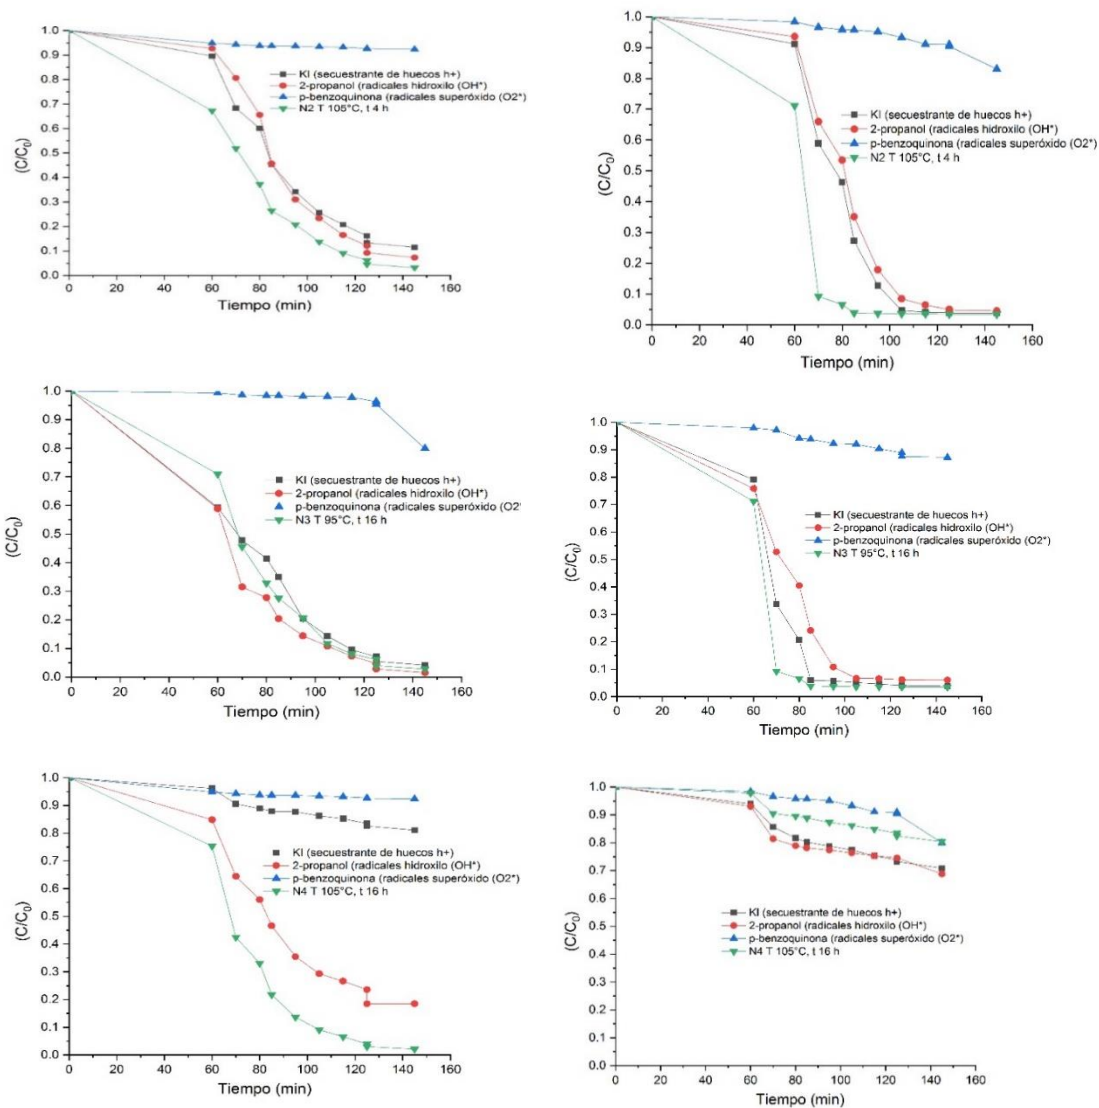 1.0
0.9
0.8
0.7
0.6
0.5
0.4
0.3
0.2
0.1
0.0
(C/C0)
KI (secuestrante de huecos h+)
2-propanol (radicales hidroxilo (OH*)
p-benzoquinona (radicales superóxido (O2*)
N2 T 105°C, t 4 h
0 20 40 60 80 100 120 140 160
Tiempo (min)
1.0
0.9
0.8
0.7
0.6
0.5
0.4
0.3
0.2
0.1
0.0
(C/C0)
KI (secuestrante de huecos h+)
2-propanol (radicales hidroxilo (OH*)
p-benzoquinona (radicales superóxido (O2*)
N2 T 105°C, t 4 h
0 20 40 60 80 100 120 140 160
Tiempo (min)
1.0
0.9
0.8
0.7
0.6
0.5
0.4
0.3
0.2
0.1
0.0
(C/C0)
KI (secuestrante de huecos h+)
2-propanol (radicales hidroxilo (OH*)
p-benzoquinona (radicales superóxido (O2*
N3 T 95°C, t 16 h
0 20 40 60 80 100 120 140 160
Tiempo (min)
1.0
0.9
0.8
0.7
0.6
0.5
0.4
0.3
0.2
0.1
0.0
(C/C0)
KI (secuestrante de huecos h+)
2-propanol (radicales hidroxilo (OH*)
p-benzoquinona (radicales superóxido (O2*)
N3 T 95°C, t 16 h
0 20 40 60 80 100 120 140 160
Tiempo (min)
1.0
0.9
0.8
0.7
0.6
0.5
0.4
0.3
0.2
0.1
0.0
(C/C0)
KI (secuestrante de huecos h+)
2-propanol (radicales hidroxilo (OH*)
p-benzoquinona (radicales superóxido (O2*)
N4 T 105°C, t 16 h
0 20 40 60 80 100 120 140 160
Tiempo (min)
1.0
0.9
0.8
0.7
0.6
0.5
0.4
0.3
0.2
0.1
0.0
(C/C0)
KI (secuestrante de huecos h+)
2-propanol (radicales hidroxilo (OH*)
p-benzoquinona (radicales superóxido (O2*)
N4 T 105°C, t 16 h
0 20 40 60 80 100 120 140 160
Tiempo (min)